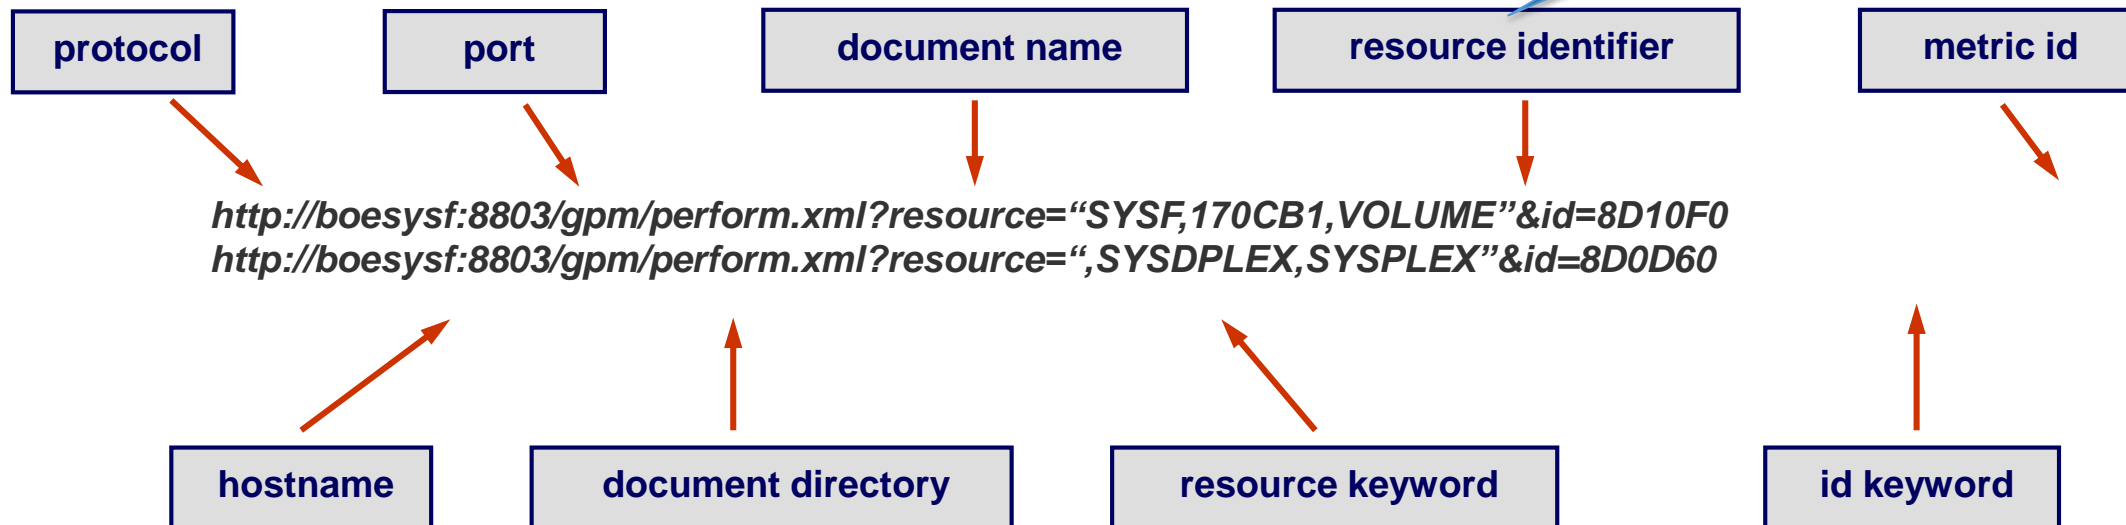 protocol
port
document name
resource identifier
metric id
http://boesysf:8803/gpm/perform.xml?resource=“SYSF,170CB1,VOLUME”&id=8D10F0
http://boesysf:8803/gpm/perform.xml?resource=“,SYSDPLEX,SYSPLEX”&id=8D0D60
hostname
document directory
resource keyword
id keyword